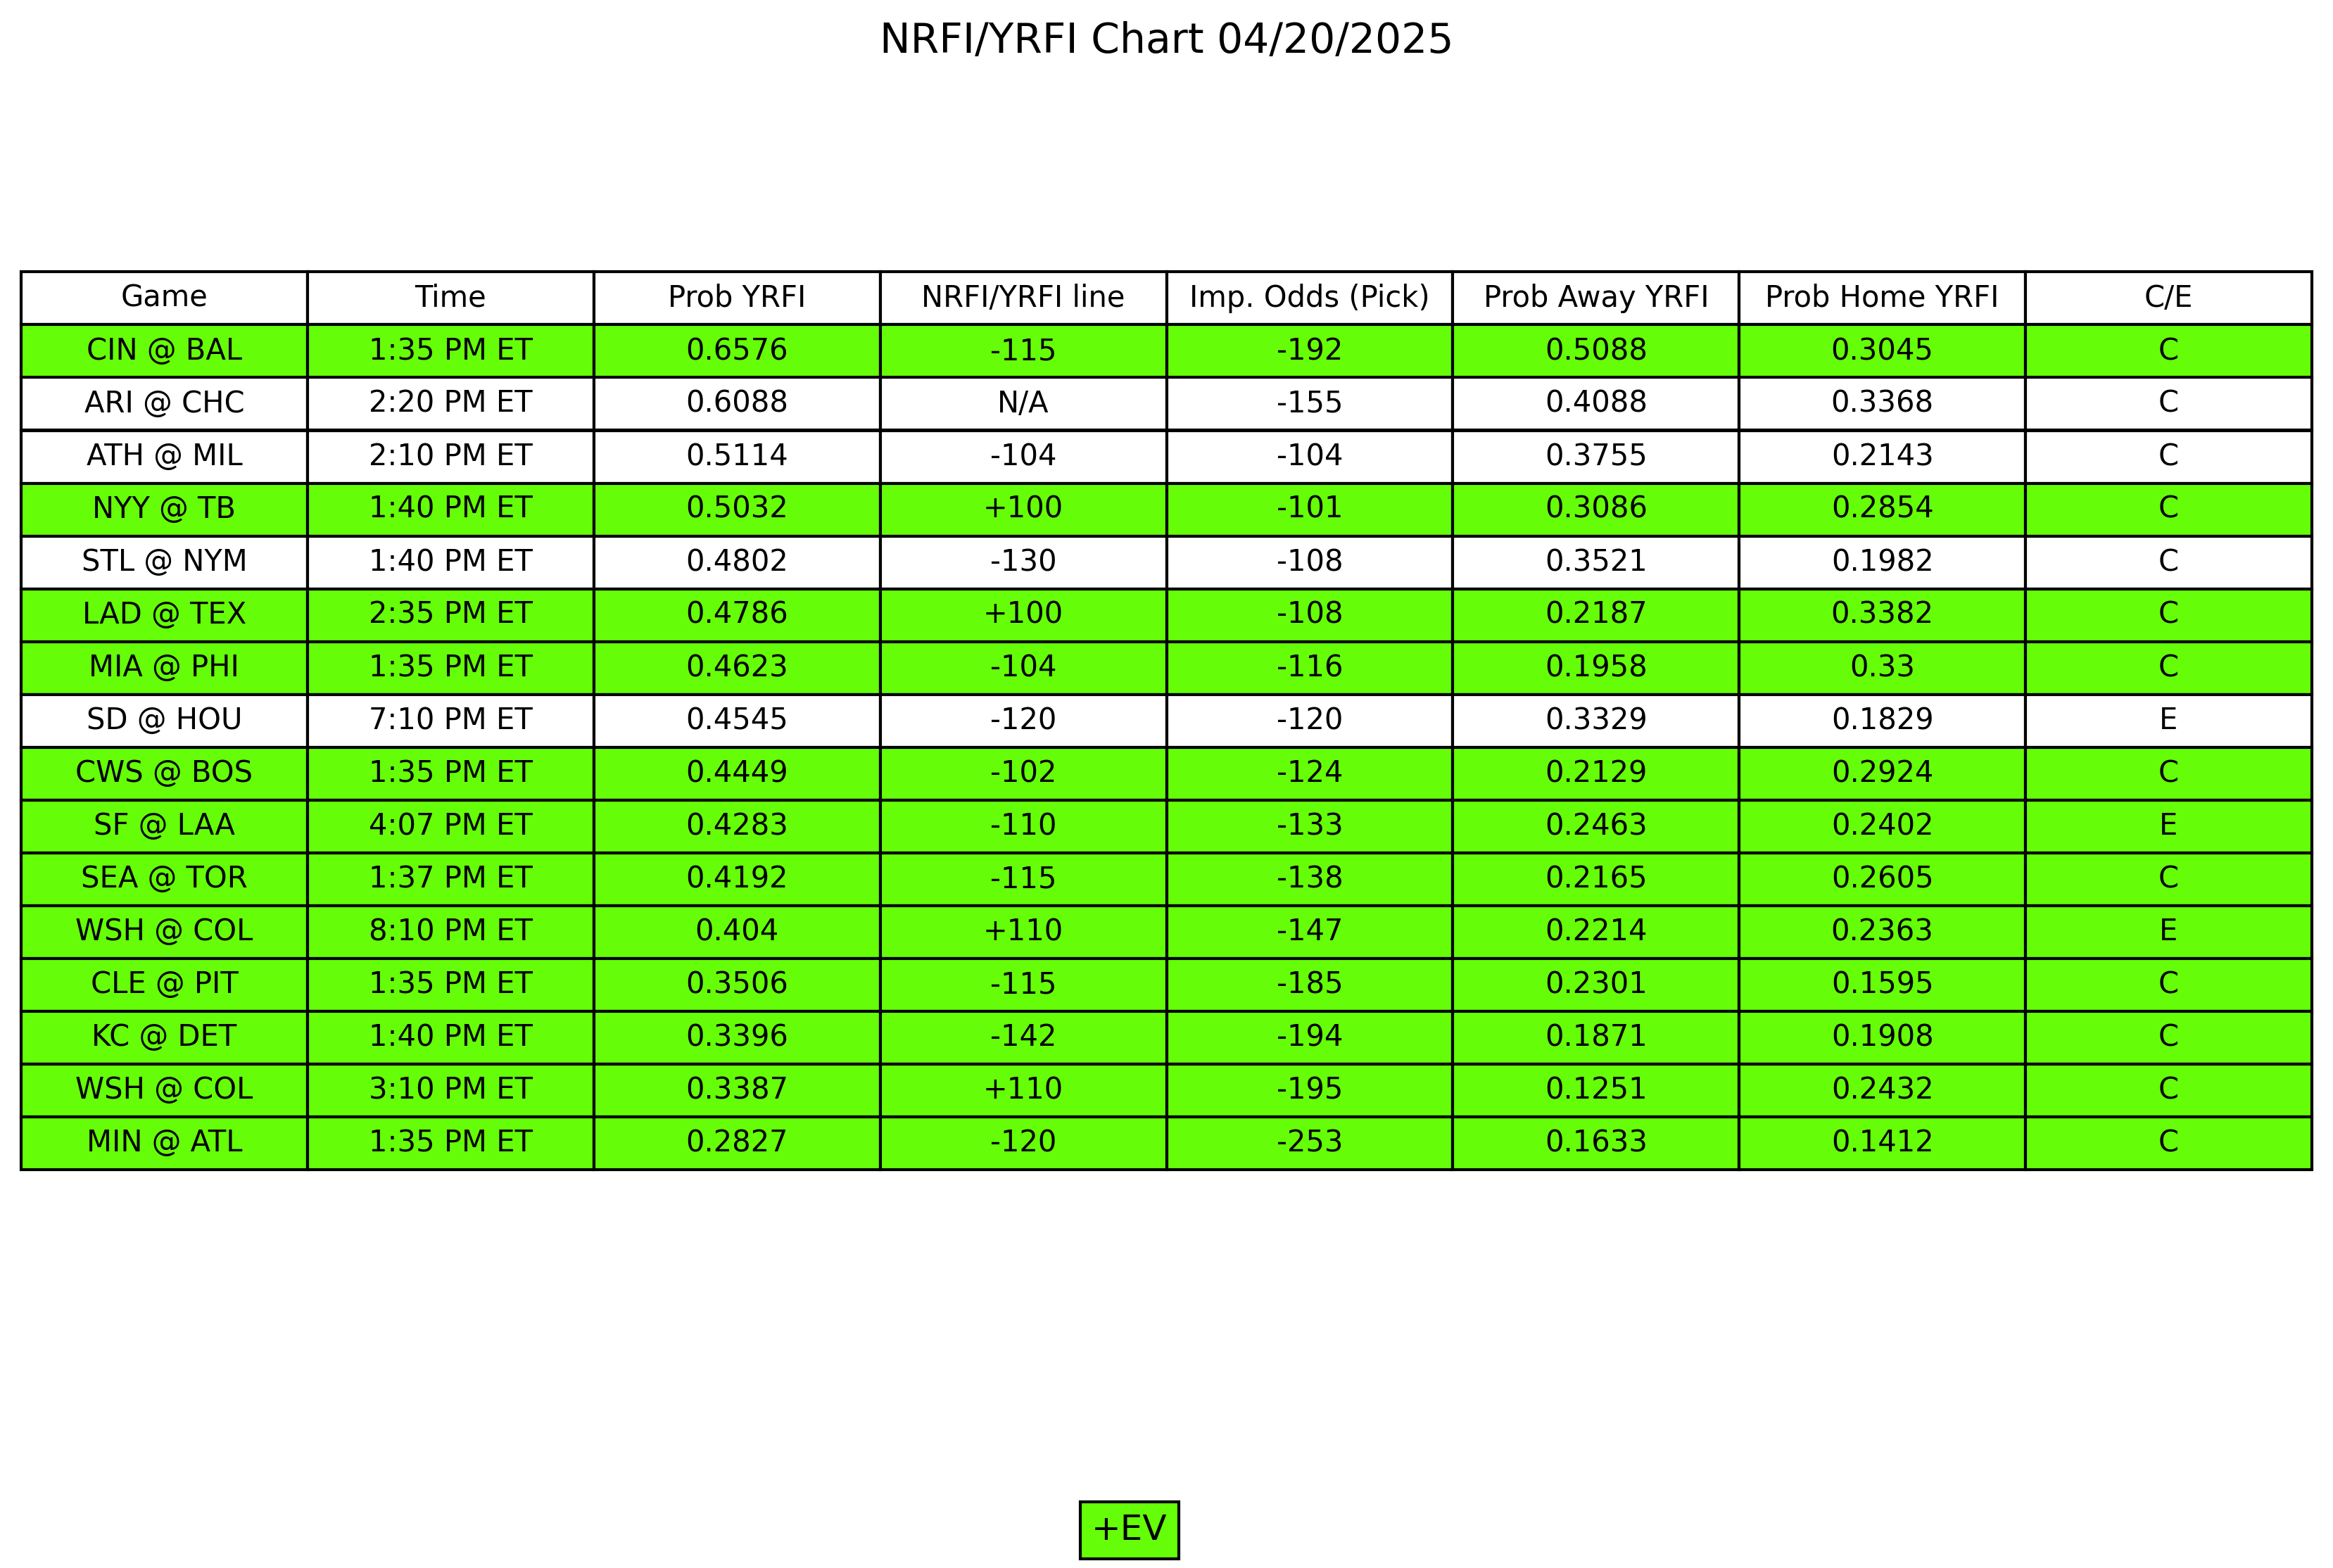 NRFI/YRFI Chart 04/20/2025
Game Time Prob YRFI NRFI/YRFI line Imp. Odds (Pick) Prob Away YRFI Prob Home YRFI C/E
CIN @ BAL 1:35 PM ET 0.6576 -115 -192 0.5088 0.3045 C
ARI @ CHC 2:20 PM ET 0.6088 N/A -155 0.4088 0.3368 C
ATH @ MIL 2:10 PM ET 0.5114 -104 -104 0.3755 0.2143 C
NYY @ TB 1:40 PM ET 0.5032 +100 -101 0.3086 0.2854 C
STL @ NYM 1:40 PM ET 0.4802 -130 -108 0.3521 0.1982 C
LAD @ TEX 2:35 PM ET 0.4786 +100 -108 0.2187 0.3382 C
MIA @ PHI 1:35 PM ET 0.4623 -104 -116 0.1958 0.33 C
SD @ HOU 7:10 PM ET 0.4545 -120 -120 0.3329 0.1829 E
CWS @ BOS 1:35 PM ET 0.4449 -102 -124 0.2129 0.2924 C
SF @ LAA 4:07 PM ET 0.4283 -110 -133 0.2463 0.2402 E
SEA @ TOR 1:37 PM ET 0.4192 -115 -138 0.2165 0.2605 C
WSH @ COL 8:10 PM ET 0.404 +110 -147 0.2214 0.2363 E
CLE @ PIT 1:35 PM ET 0.3506 -115 -185 0.2301 0.1595 C
KC @ DET 1:40 PM ET 0.3396 -142 -194 0.1871 0.1908 C
WSH @ COL 3:10 PM ET 0.3387 +110 -195 0.1251 0.2432 C
MIN @ ATL 1:35 PM ET 0.2827 -120 -253 0.1633 0.1412 C
+EV